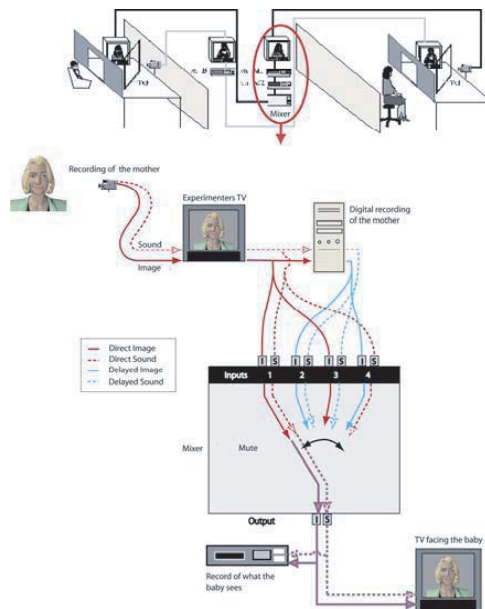 Mixer
Recording of the mother
Experimenters TV
Digital recording
of the mother
Sound
Image
Direct Image
Direct Sound
Delayed Image
Delayed Sound
I S I S I S I S
Inputs 1 2 3 4
Mixer
Mute
Output I S
TV facing the baby
Record of what the
baby sees